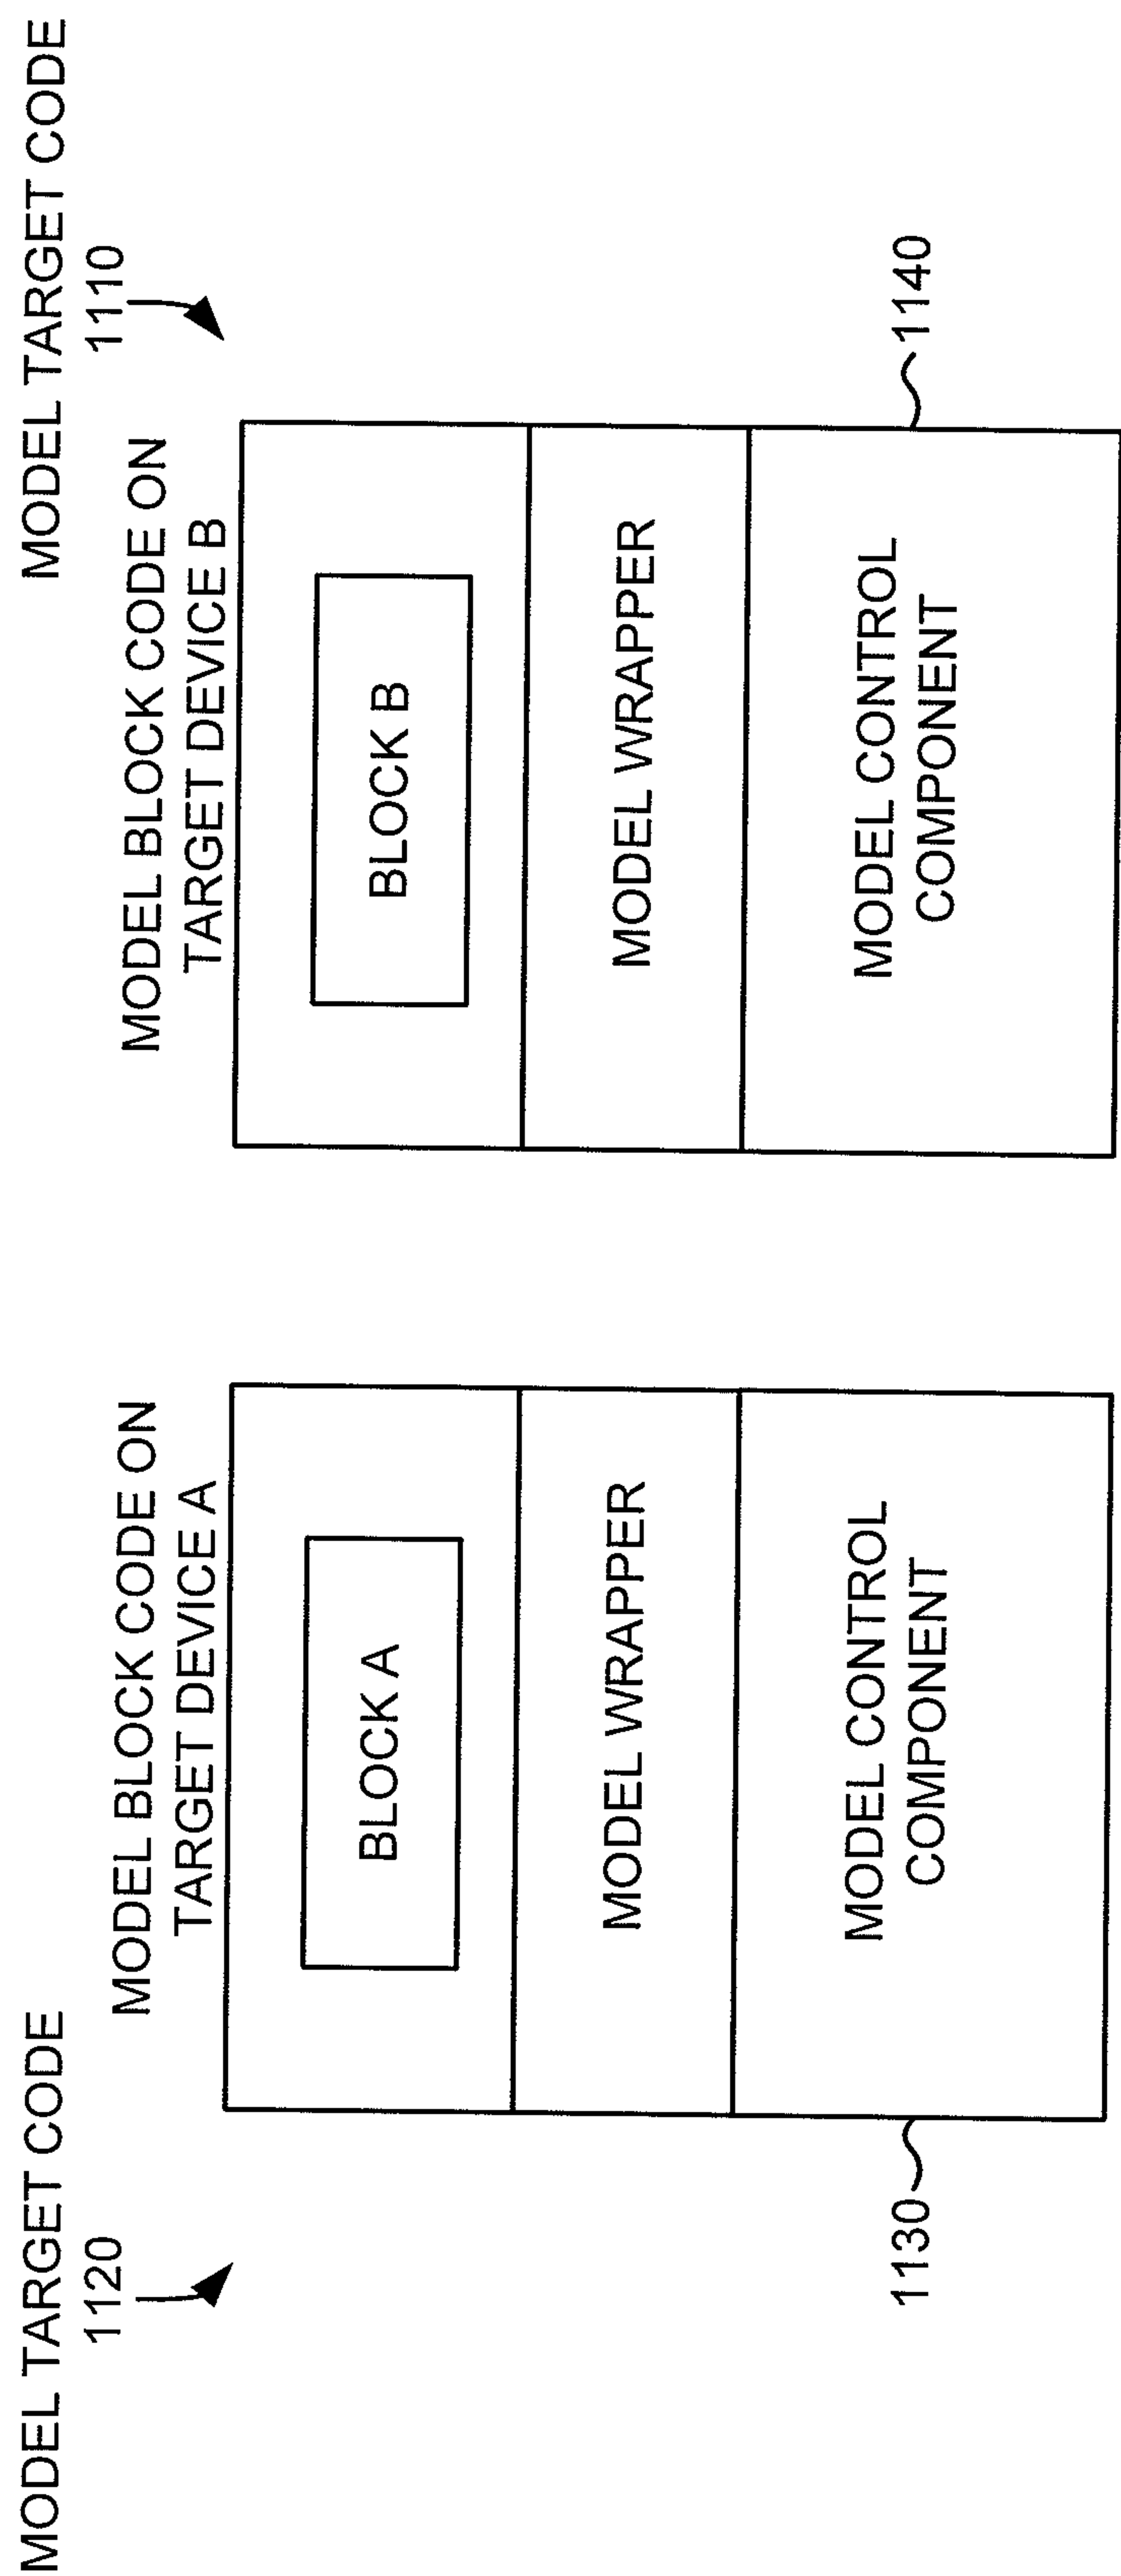 MODEL TARGET CODE
1120
MODEL BLOCK CODE ON
TARGET DEVICE A
BLOCK A
MODEL WRAPPER
MODEL CONTROL
COMPONENT
1130
MODEL TARGET CODE
1110
MODEL BLOCK CODE ON
TARGET DEVICE B
BLOCK B
MODEL WRAPPER
MODEL CONTROL
COMPONENT
1140